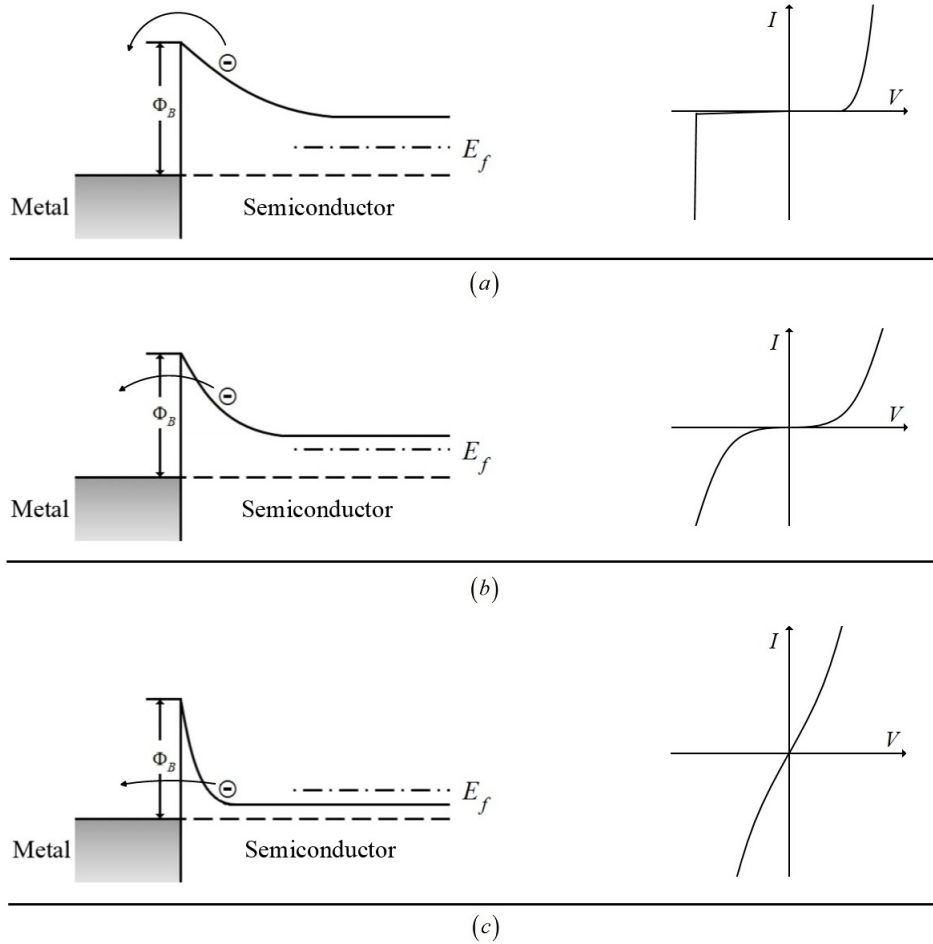 I
V
Φ_B
E_f
Metal
Semiconductor
(a)
I
V
Φ_B
E_f
Metal
Semiconductor
(b)
I
V
Φ_B
E_f
Metal
Semiconductor
(c)